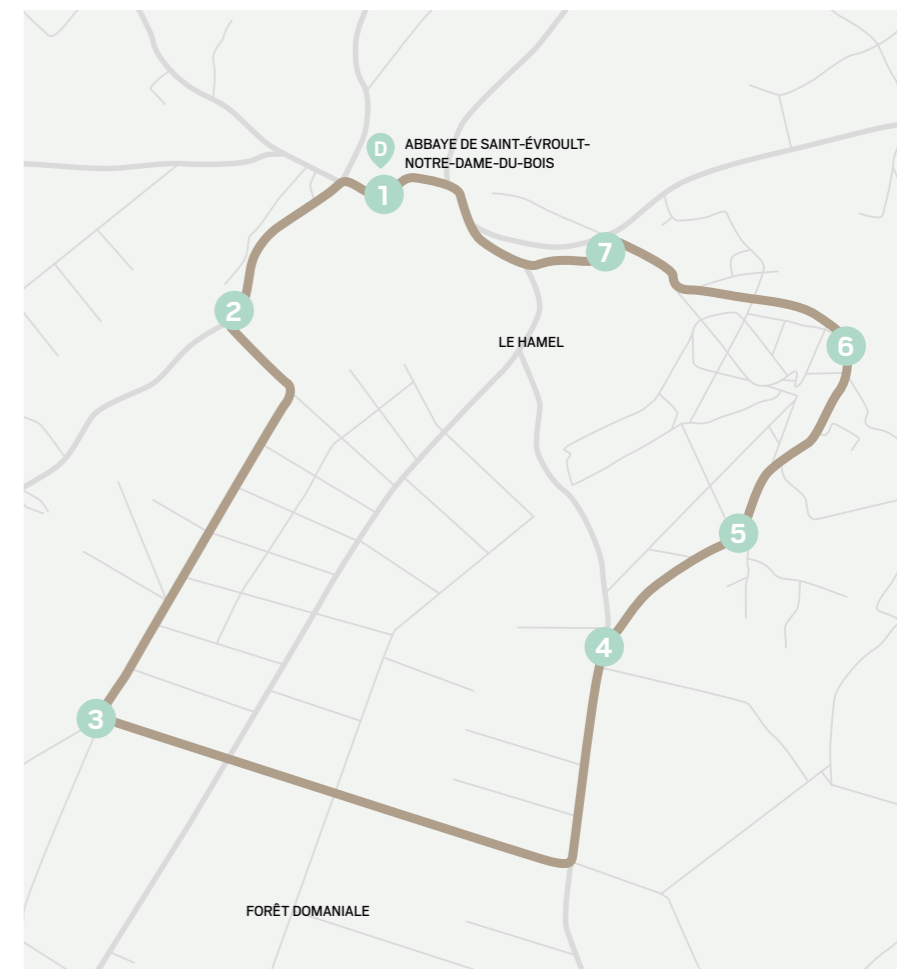 D
ABBAYE DE SAINT-ÉVROULT-
NOTRE-DAME-DU-BOIS
1
7
2
LE HAMEL
6
5
4
3
FORÊT DOMANIALE